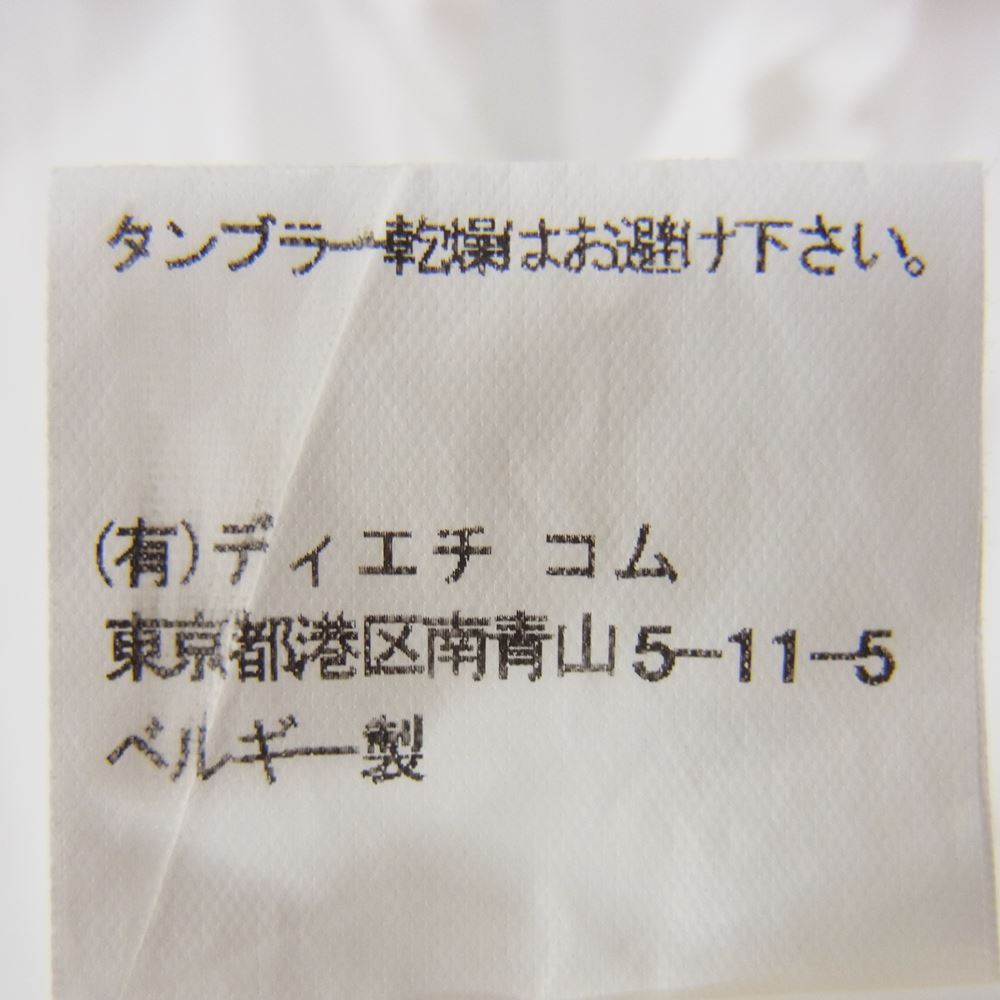 タンブラー乾燥はお避け下さい。
(有)ディエチ コム
東京都港区南青山5-11-5
ベルギー製